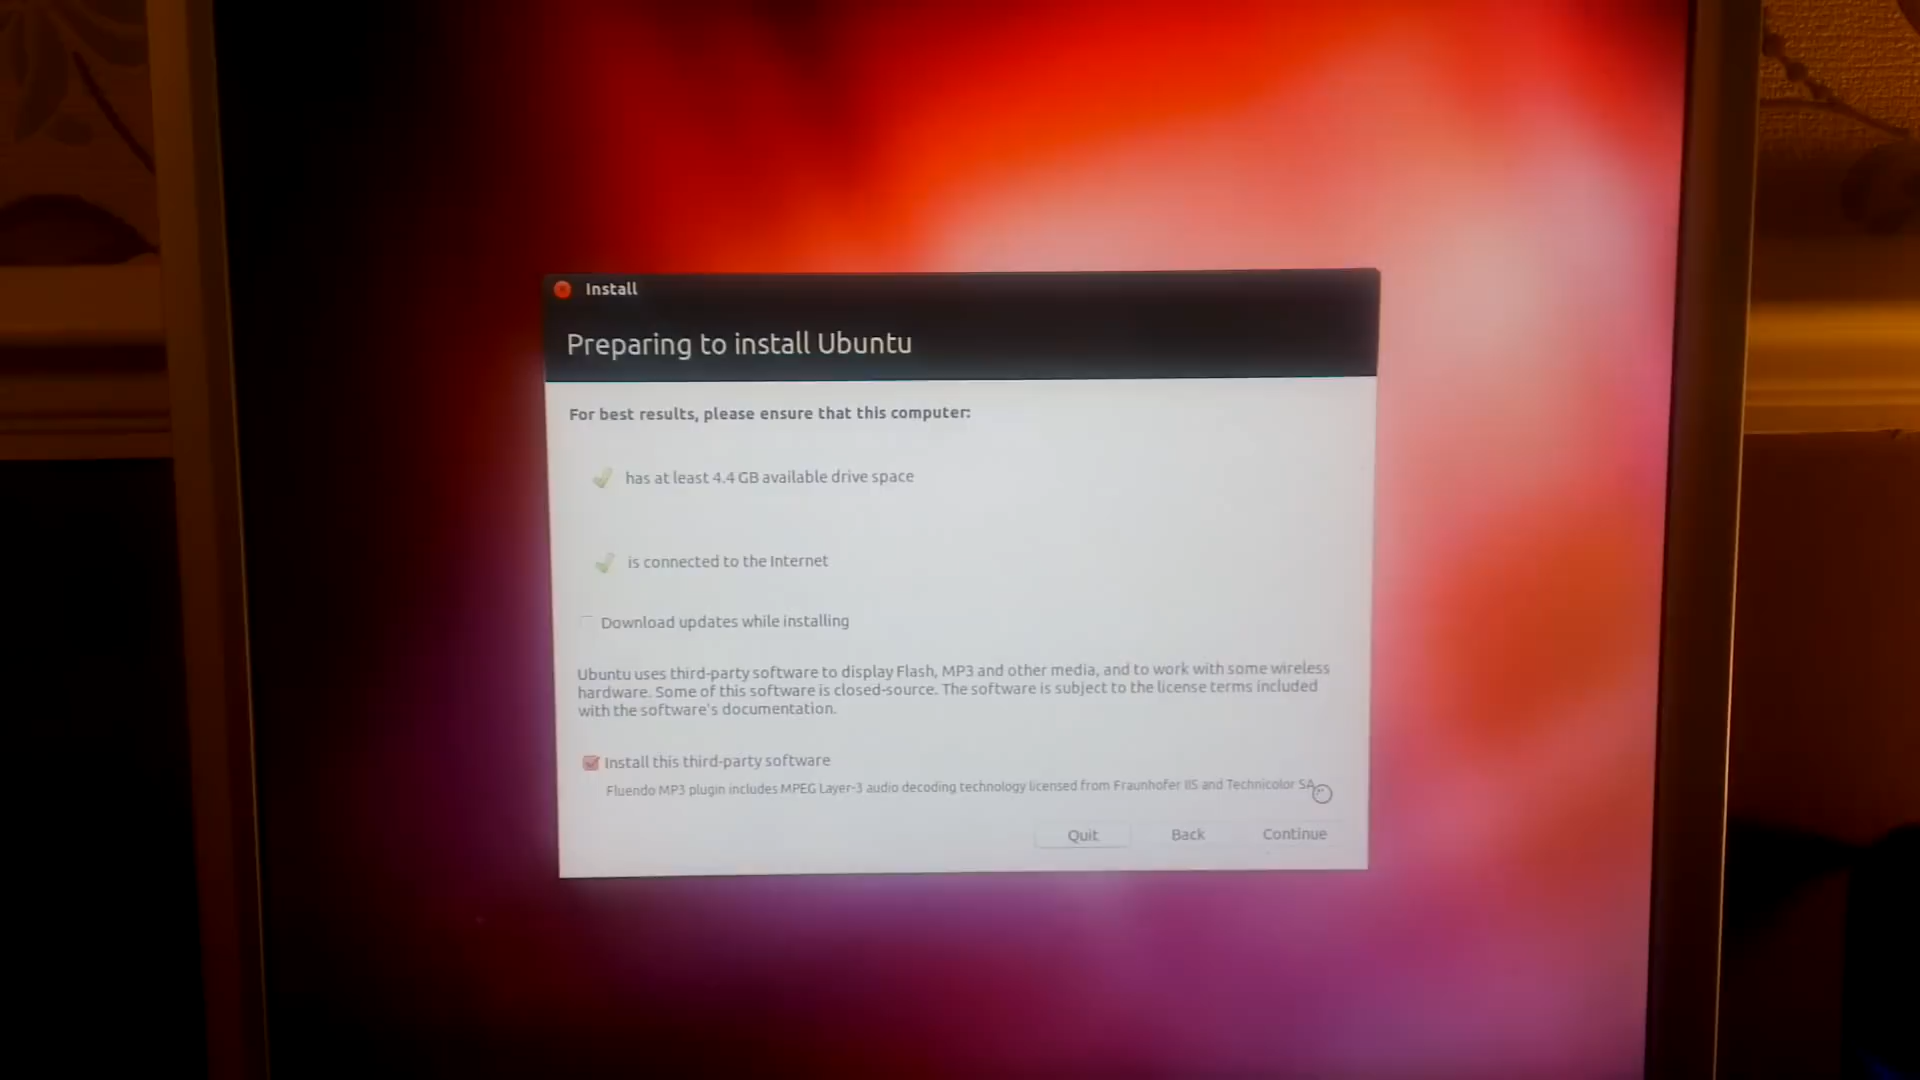 Install
Preparing to install Ubuntu
For best results, please ensure that this computer:
has at least 4.4 GB available drive space
is connected to the Internet
Download updates while installing
Ubuntu uses third-party software to display Flash, MP3 and other media, and to work with some wireless
hardware. Some of this software is closed-source. The software is subject to the license terms included
with the software's documentation.
Install this third-party software
Fluendo MP3 plugin includes MPEG Layer-3 audio decoding technology licensed from Fraunhofer IIS and Technicolor SA
Quit Back Continue